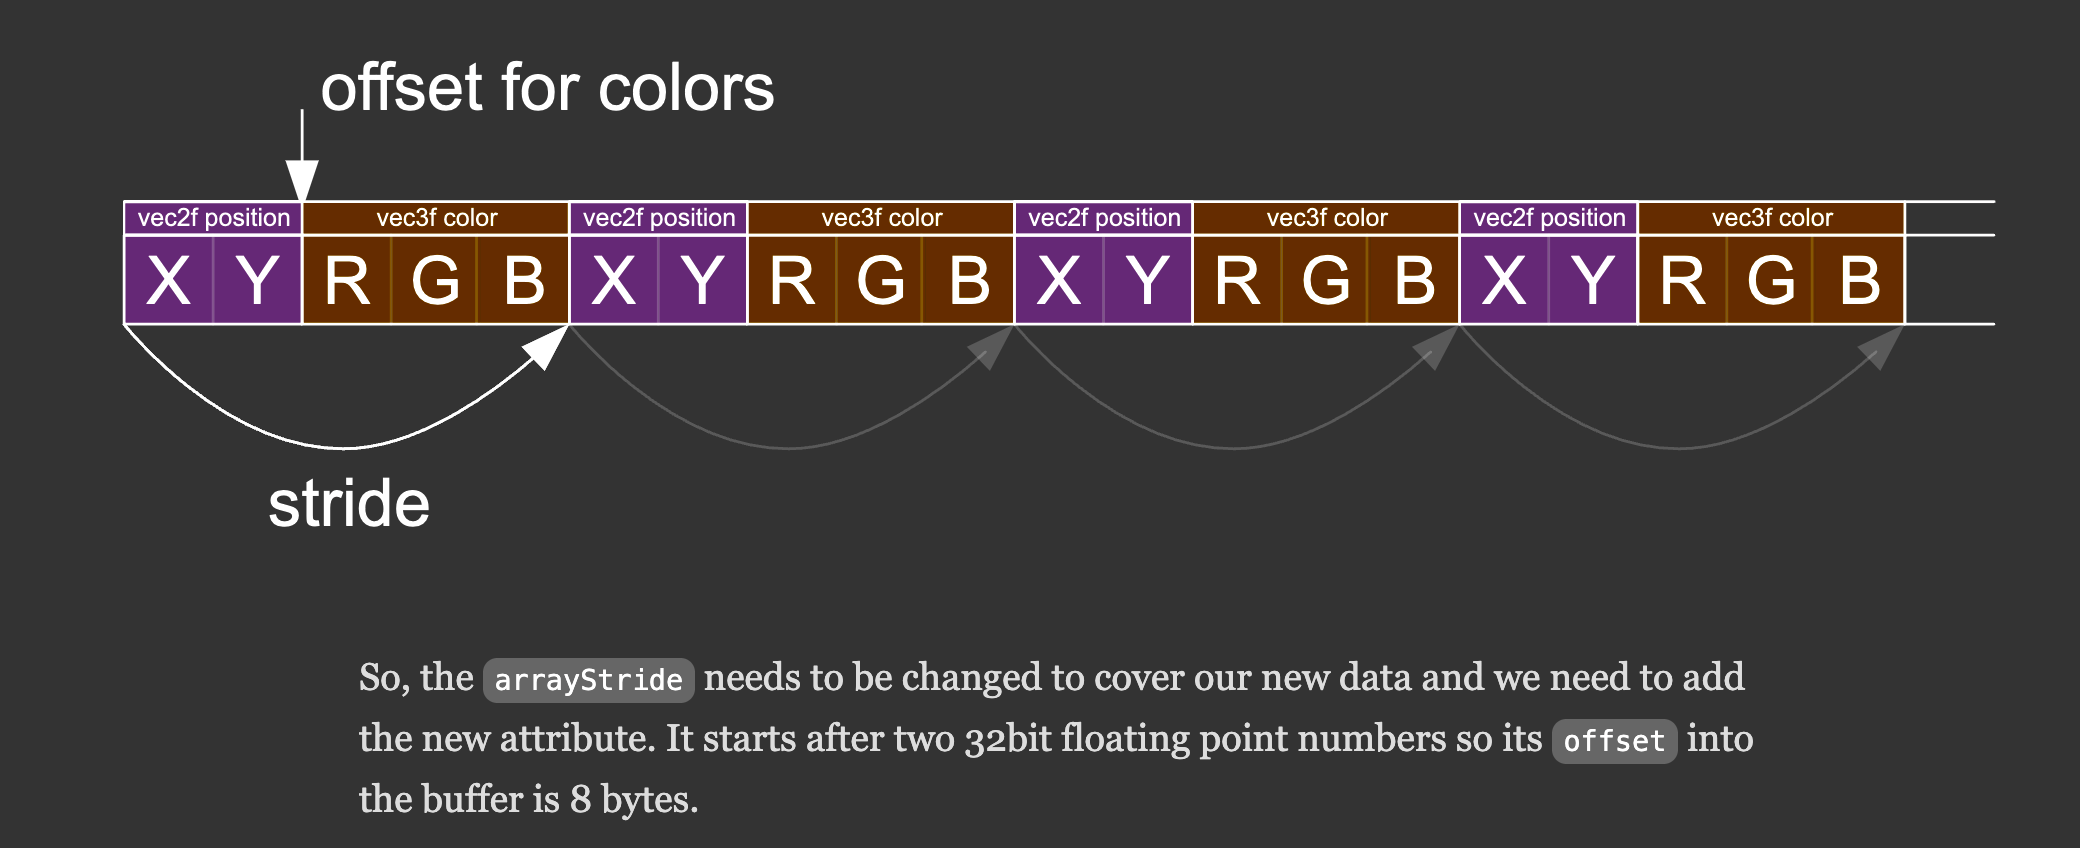 offset for colors
vec2f position vec3f color vec2f position vec3f color vec2f position vec3f color vec2f position vec3f color
X Y R G B X Y R G B X Y R G B X Y R G B
stride
So, the arrayStride needs to be changed to cover our new data and we need to add
the new attribute. It starts after two 32bit floating point numbers so its offset into
the buffer is 8 bytes.